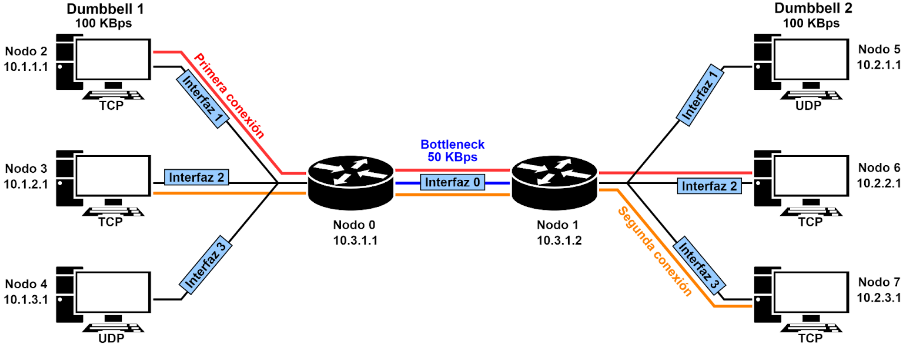 Dumbbell 1
100 KBps
Dumbbell 2
100 KBps
Nodo 2
10.1.1.1
TCP
Interfaz 1
Primera conexión
Nodo 5
10.2.1.1
UDP
Interfaz 1
Bottleneck
50 KBps
Nodo 3
10.1.2.1
TCP
Interfaz 2
Interfaz 0
Interfaz 2
Nodo 6
10.2.2.1
TCP
Nodo 0
10.3.1.1
Nodo 1
10.3.1.2
Segunda conexión
Nodo 4
10.1.3.1
UDP
Interfaz 3
Interfaz 3
Nodo 7
10.2.3.1
TCP